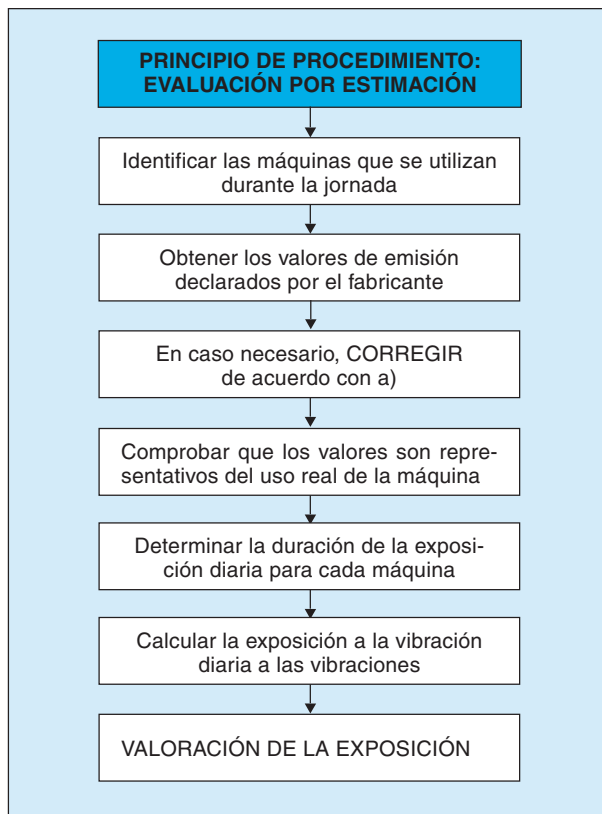 PRINCIPIO DE PROCEDIMIENTO:
EVALUACIÓN POR ESTIMACIÓN
Identificar las máquinas que se utilizan
durante la jornada
Obtener los valores de emisión
declarados por el fabricante
En caso necesario, CORREGIR
de acuerdo con a)
Comprobar que los valores son repre-
sentativos del uso real de la máquina
Determinar la duración de la exposi-
ción diaria para cada máquina
Calcular la exposición a la vibración
diaria a las vibraciones
VALORACIÓN DE LA EXPOSICIÓN